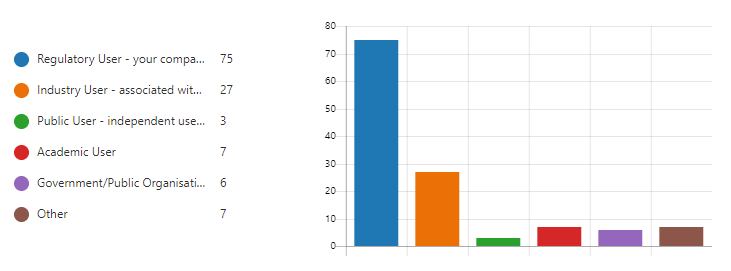 Regulatory User - your compa... 75
Industry User - associated wit... 27
Public User - independent use... 3
Academic User 7
Government/Public Organisati... 6
Other 7
80
70
60
50
40
30
20
10
0